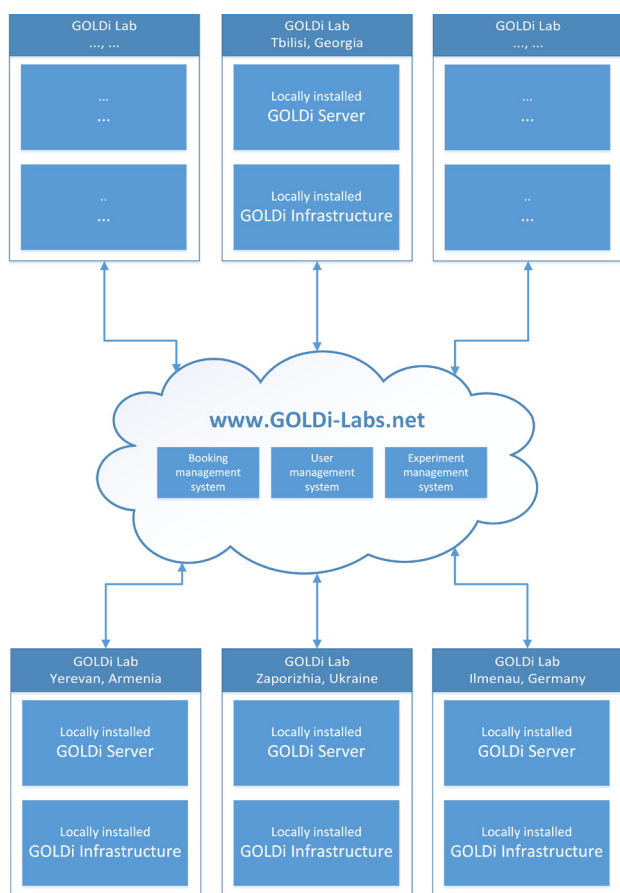 GOLDi Lab
..., ...
...
...
..
...
GOLDi Lab
Tbilisi, Georgia
Locally installed
GOLDi Server
Locally installed
GOLDi Infrastructure
GOLDi Lab
..., ...
...
...
..
...
www.GOLDi-Labs.net
Booking
management
system
User
management
system
Experiment
management
system
GOLDi Lab
Yerevan, Armenia
Locally installed
GOLDi Server
Locally installed
GOLDi Infrastructure
GOLDi Lab
Zaporizhia, Ukraine
Locally installed
GOLDi Server
Locally installed
GOLDi Infrastructure
GOLDi Lab
Ilmenau, Germany
Locally installed
GOLDi Server
Locally installed
GOLDi Infrastructure